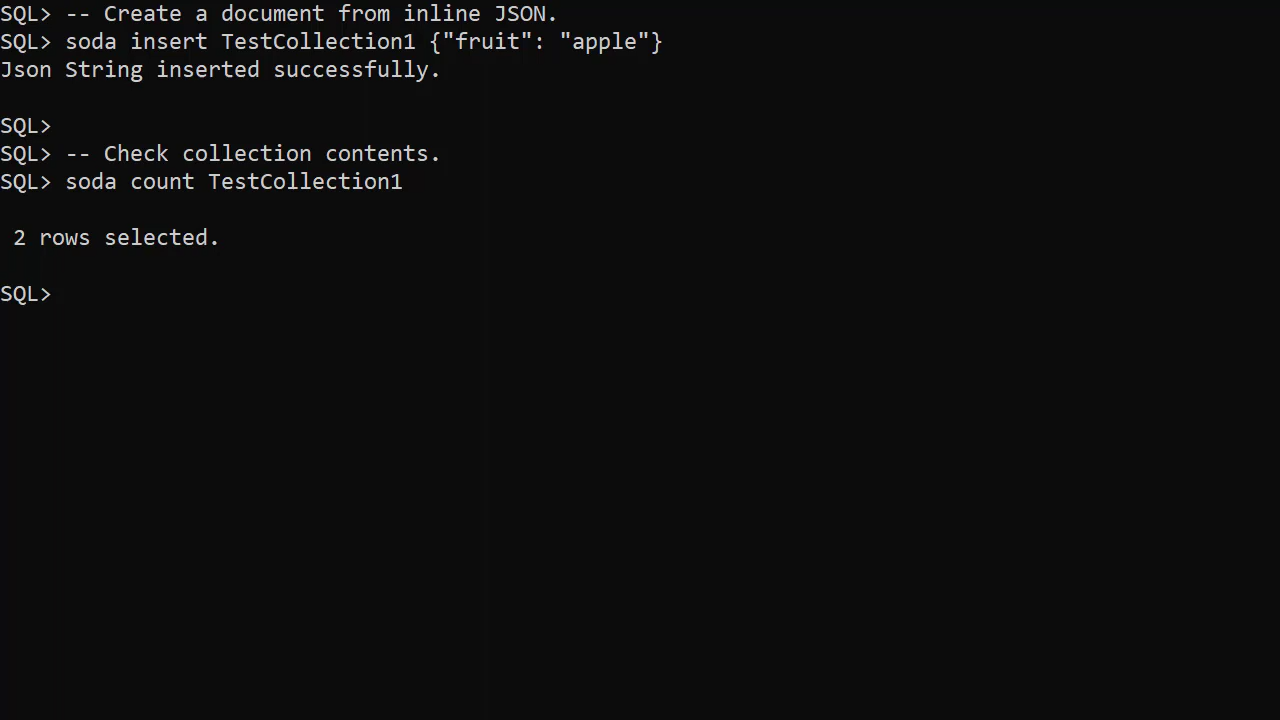 SQL> -- Create a document from inline JSON.
SQL> soda insert TestCollection1 {"fruit": "apple"}
Json String inserted successfully.
SQL>
SQL> -- Check collection contents.
SQL> soda count TestCollection1
2 rows selected.
SQL>